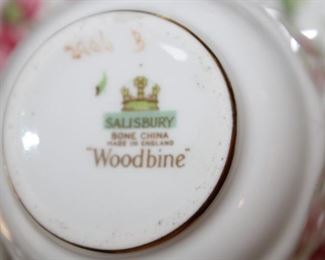 SALISBURY
BONE CHINA
MADE IN ENGLAND
"Woodbine"